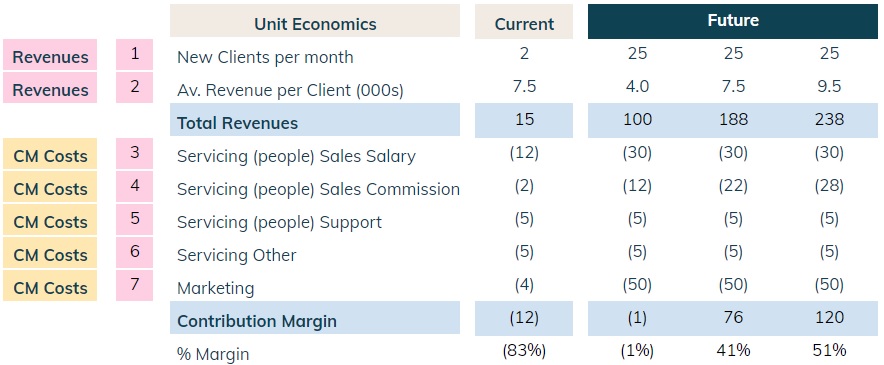 Unit Economics Current Future
Revenues 1 New Clients per month 2 25 25 25
Revenues 2 Av. Revenue per Client (000s) 7.5 4.0 7.5 9.5
Total Revenues 15 100 188 238
CM Costs 3 Servicing (people) Sales Salary (12) (30) (30) (30)
CM Costs 4 Servicing (people) Sales Commission (2) (12) (22) (28)
CM Costs 5 Servicing (people) Support (5) (5) (5) (5)
CM Costs 6 Servicing Other (5) (5) (5) (5)
CM Costs 7 Marketing (4) (50) (50) (50)
Contribution Margin (12) (1) 76 120
% Margin (83%) (1%) 41% 51%